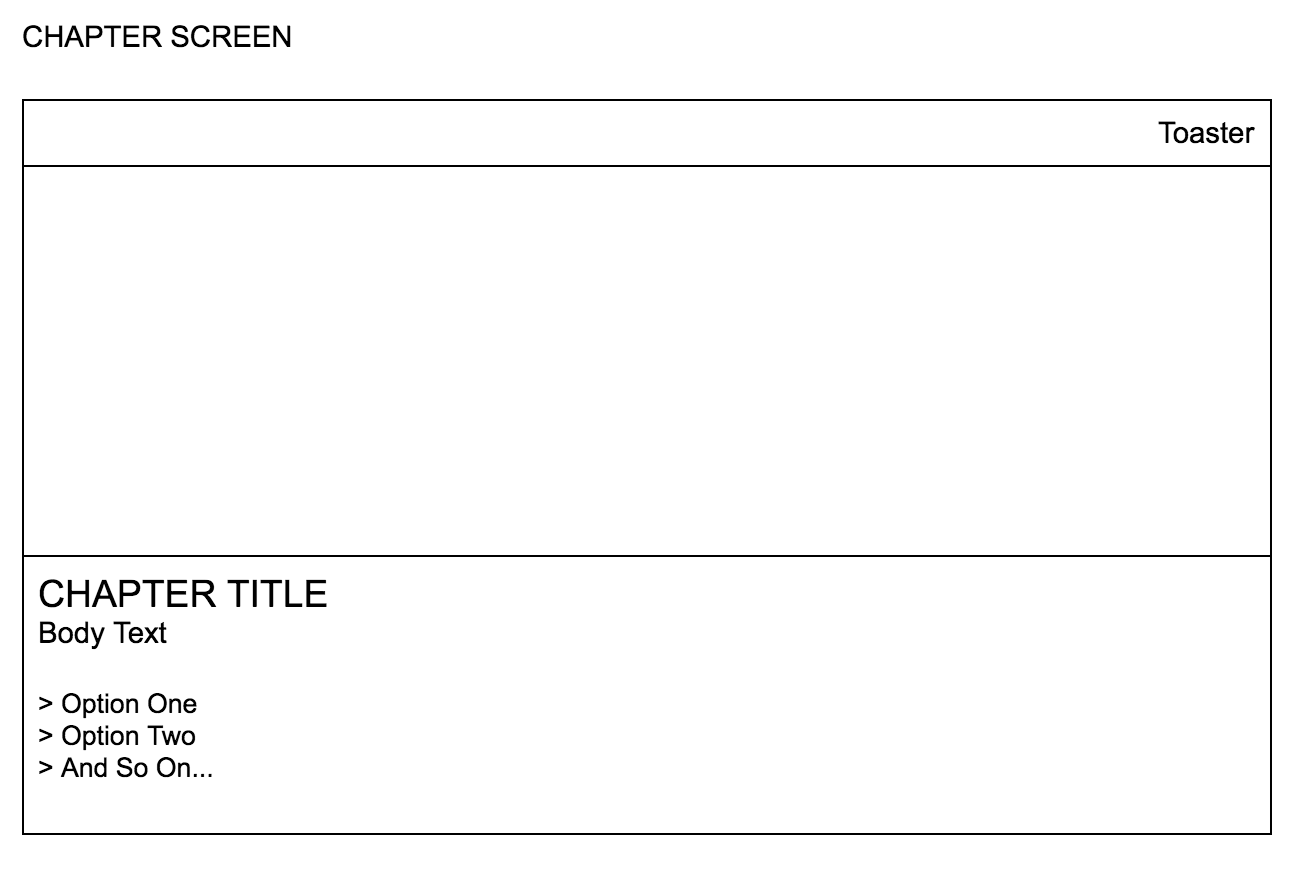 CHAPTER SCREEN
Toaster
CHAPTER TITLE
Body Text
> Option One
> Option Two
> And So On...